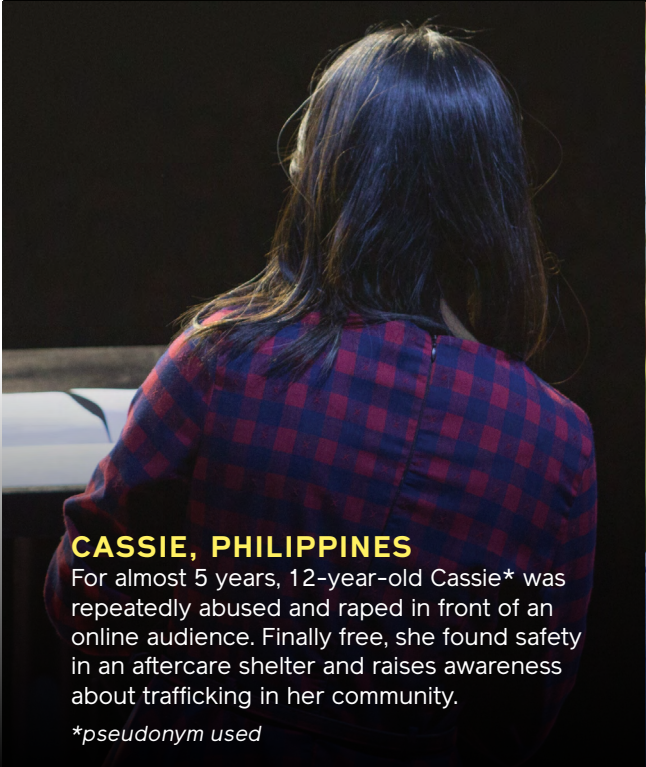 CASSIE, PHILIPPINES
For almost 5 years, 12-year-old Cassie* was
repeatedly abused and raped in front of an
online audience. Finally free, she found safety
in an aftercare shelter and raises awareness
about trafficking in her community.
*pseudonym used